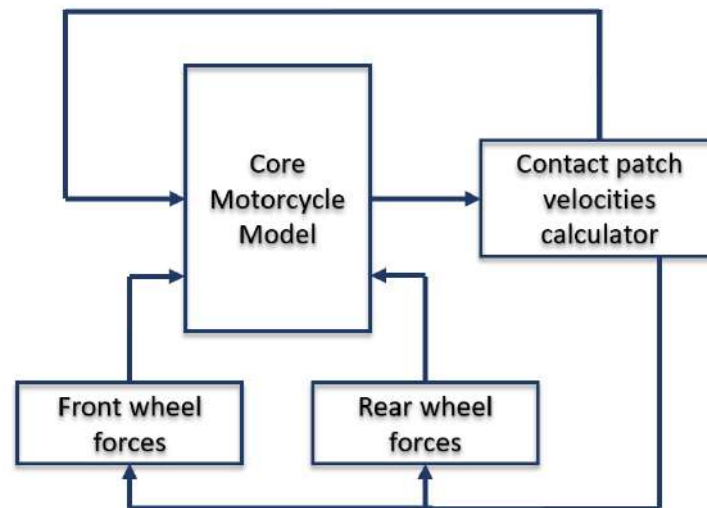 Core
Motorcycle
Model
Contact patch
velocities
calculator
Front wheel
forces
Rear wheel
forces